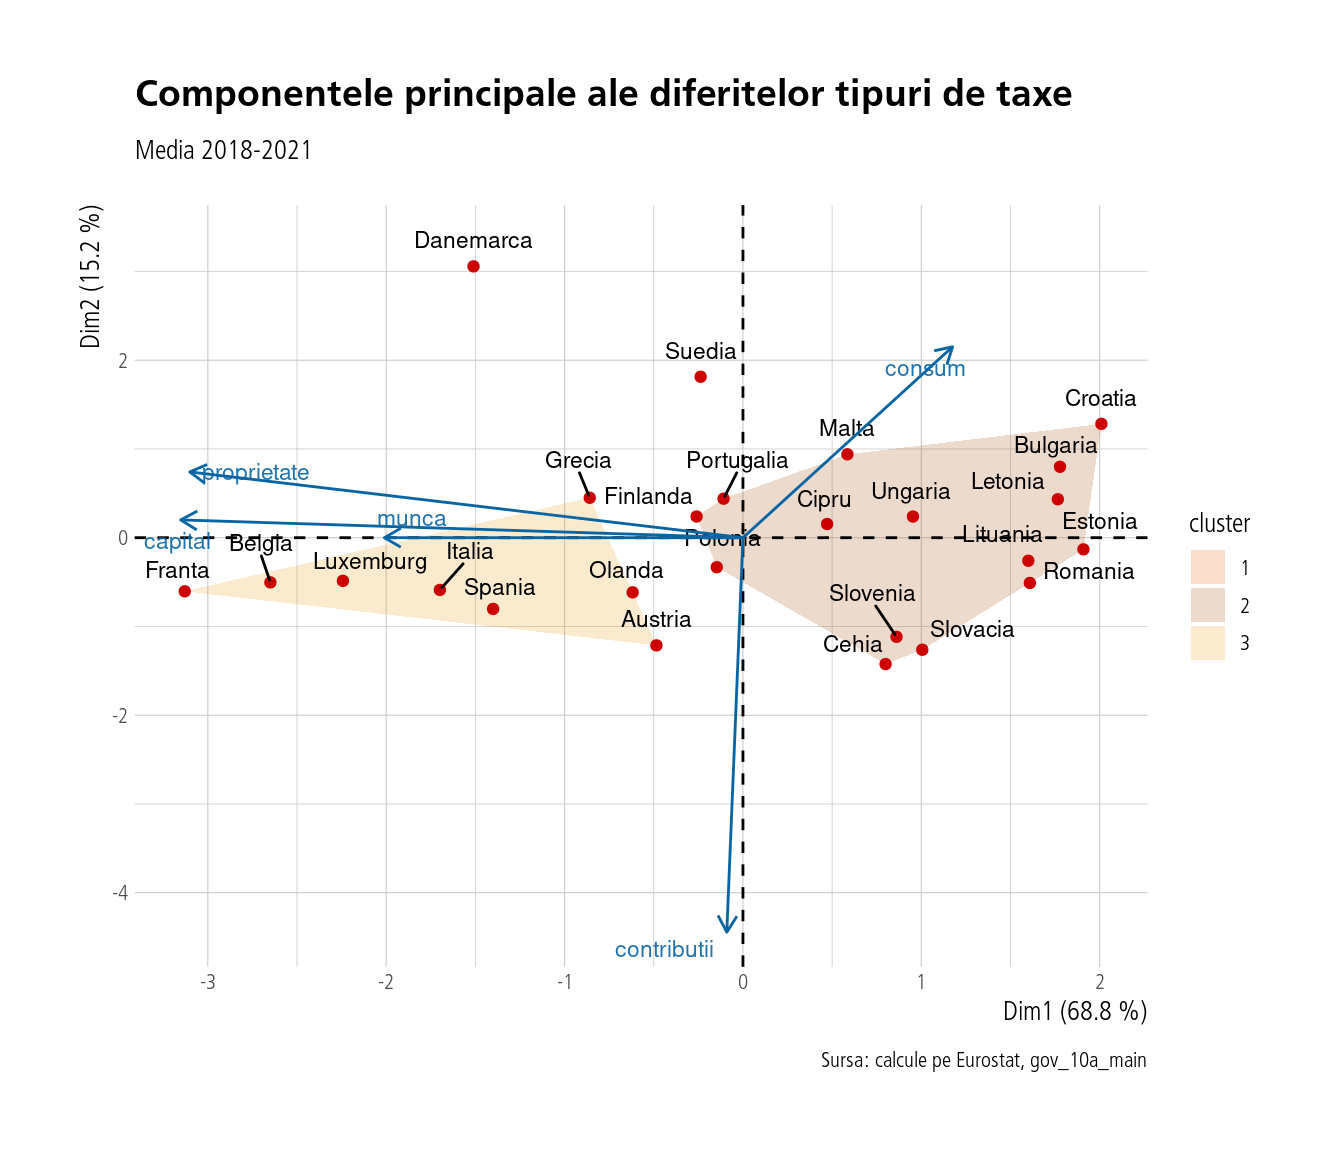 Componentele principale ale diferitelor tipuri de taxe
Media 2018-2021
Dim2 (15.2 %)
Danemarca
Suedia
2
consum
Croatia
Malta
Bulgaria
Grecia
Portugalia
proprietate
Letonia
Finlanda
Cipru
Ungaria
munca
Estonia
cluster
0
capital
Belgia
Polonia
Lituania
Italia
Luxemburg
Franta
Olanda
Romania
1
Spania
Slovenia
2
Austria
Slovacia
Cehia
3
-2
-4
contributii
-3
-2
-1
0
1
2
Dim1 (68.8 %)
Sursa: calcule pe Eurostat, gov_10a_main